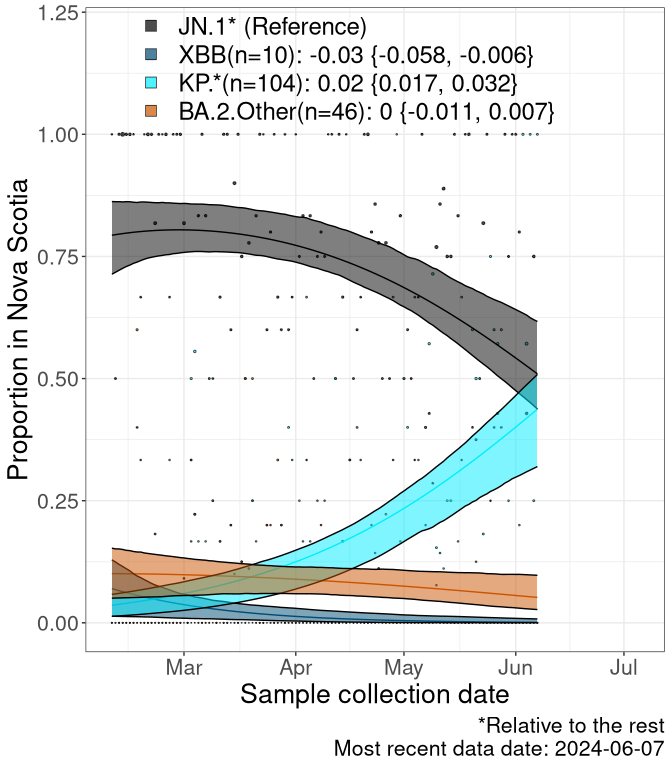 JN.1* (Reference)
XBB(n=10): -0.03 {-0.058, -0.006}
KP.*(n=104): 0.02 {0.017, 0.032}
BA.2.Other(n=46): 0 {-0.011, 0.007}
Proportion in Nova Scotia
1.25
1.00
0.75
0.50
0.25
0.00
Mar Apr May Jun Jul
Sample collection date
*Relative to the rest
Most recent data date: 2024-06-07